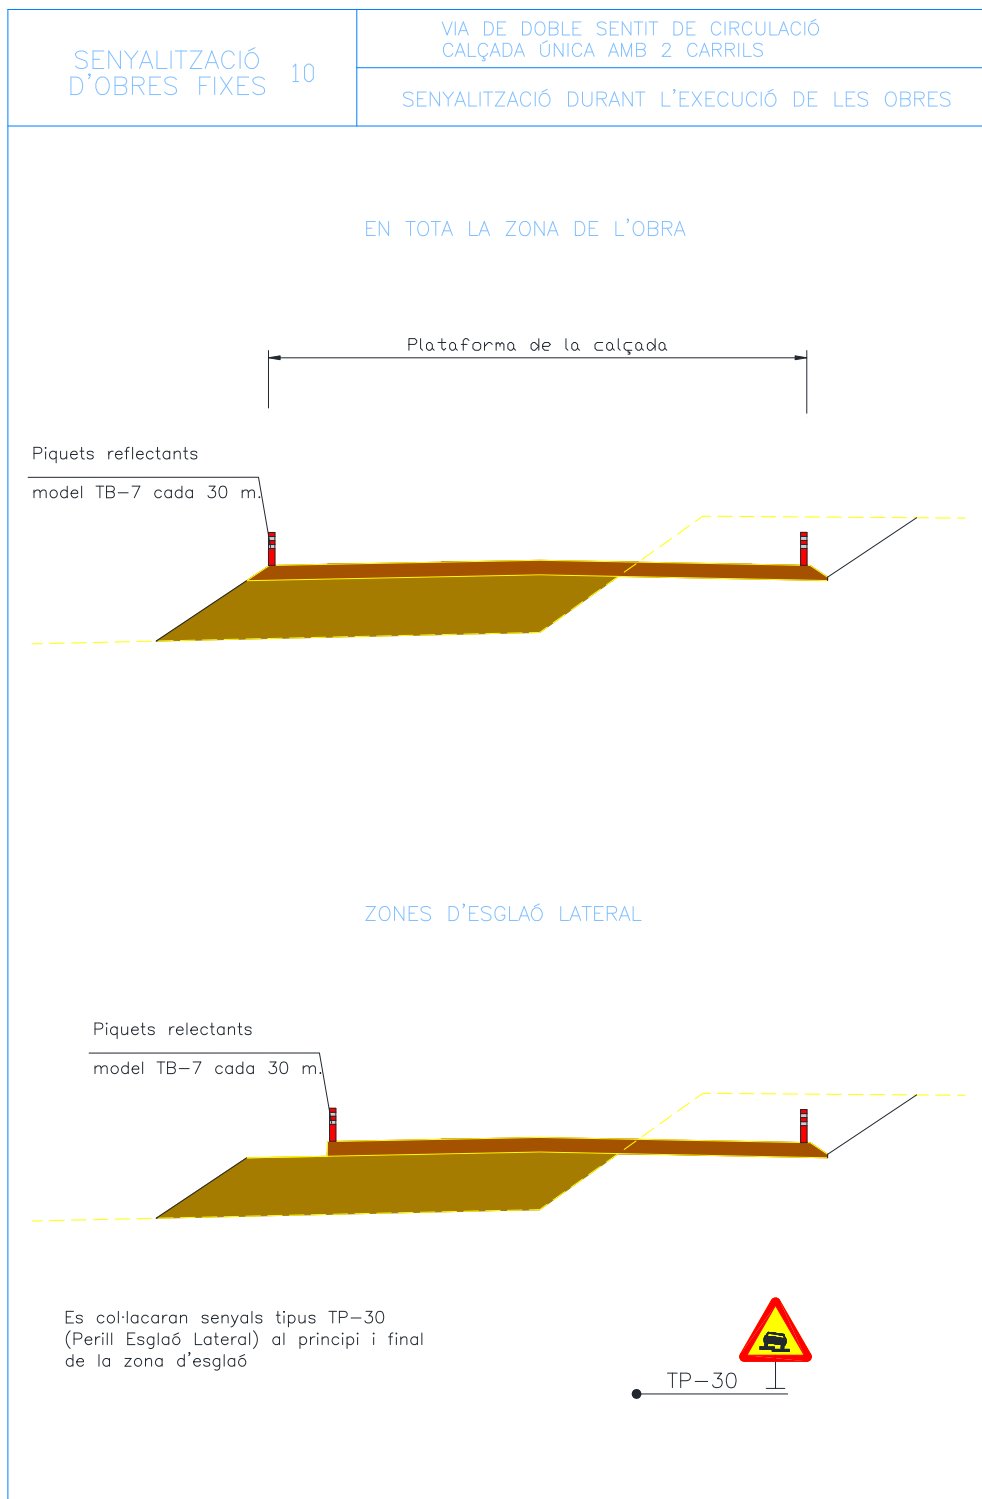 SENYALITZACIÓ
D'OBRES FIXES 10
VIA DE DOBLE SENTIT DE CIRCULACIÓ
CALÇADA ÚNICA AMB 2 CARRILS
SENYALITZACIÓ DURANT L'EXECUCIÓ DE LES OBRES
EN TOTA LA ZONA DE L'OBRA
Plataforma de la calçada
Piquets reflectants
model TB-7 cada 30 m.
ZONES D'ESGLAÓ LATERAL
Piquets relectants
model TB-7 cada 30 m.
Es col·lacaran senyals tipus TP-30
(Perill Esglaó Lateral) al principi i final
de la zona d'esglaó
TP-30